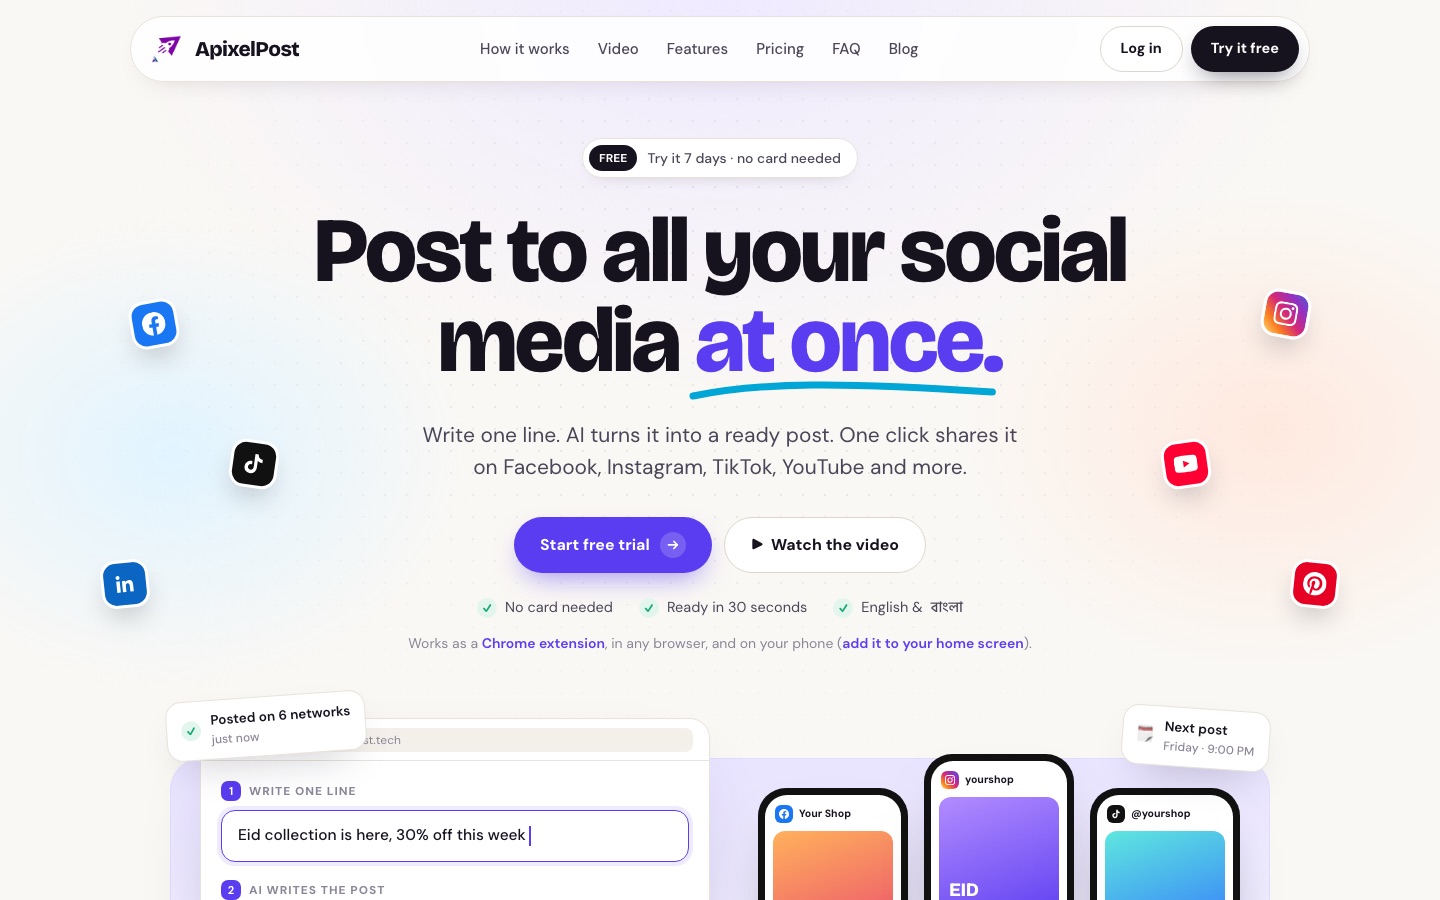 ApixelPost
How it works
Video
Features
Pricing
FAQ
Blog
Log in
Try it free
FREE
Try it 7 days · no card needed
Post to all your social
media at once.
Write one line. AI turns it into a ready post. One click shares it
on Facebook, Instagram, TikTok, YouTube and more.
Start free trial
Watch the video
No card needed
Ready in 30 seconds
English & বাংলা
Works as a Chrome extension, in any browser, and on your phone (add it to your home screen).
Posted on 6 networks
just now
st.tech
Next post
Friday · 9:00 PM
1 WRITE ONE LINE
Eid collection is here, 30% off this week
2 AI WRITES THE POST
Your Shop
yourshop
@yourshop
EID